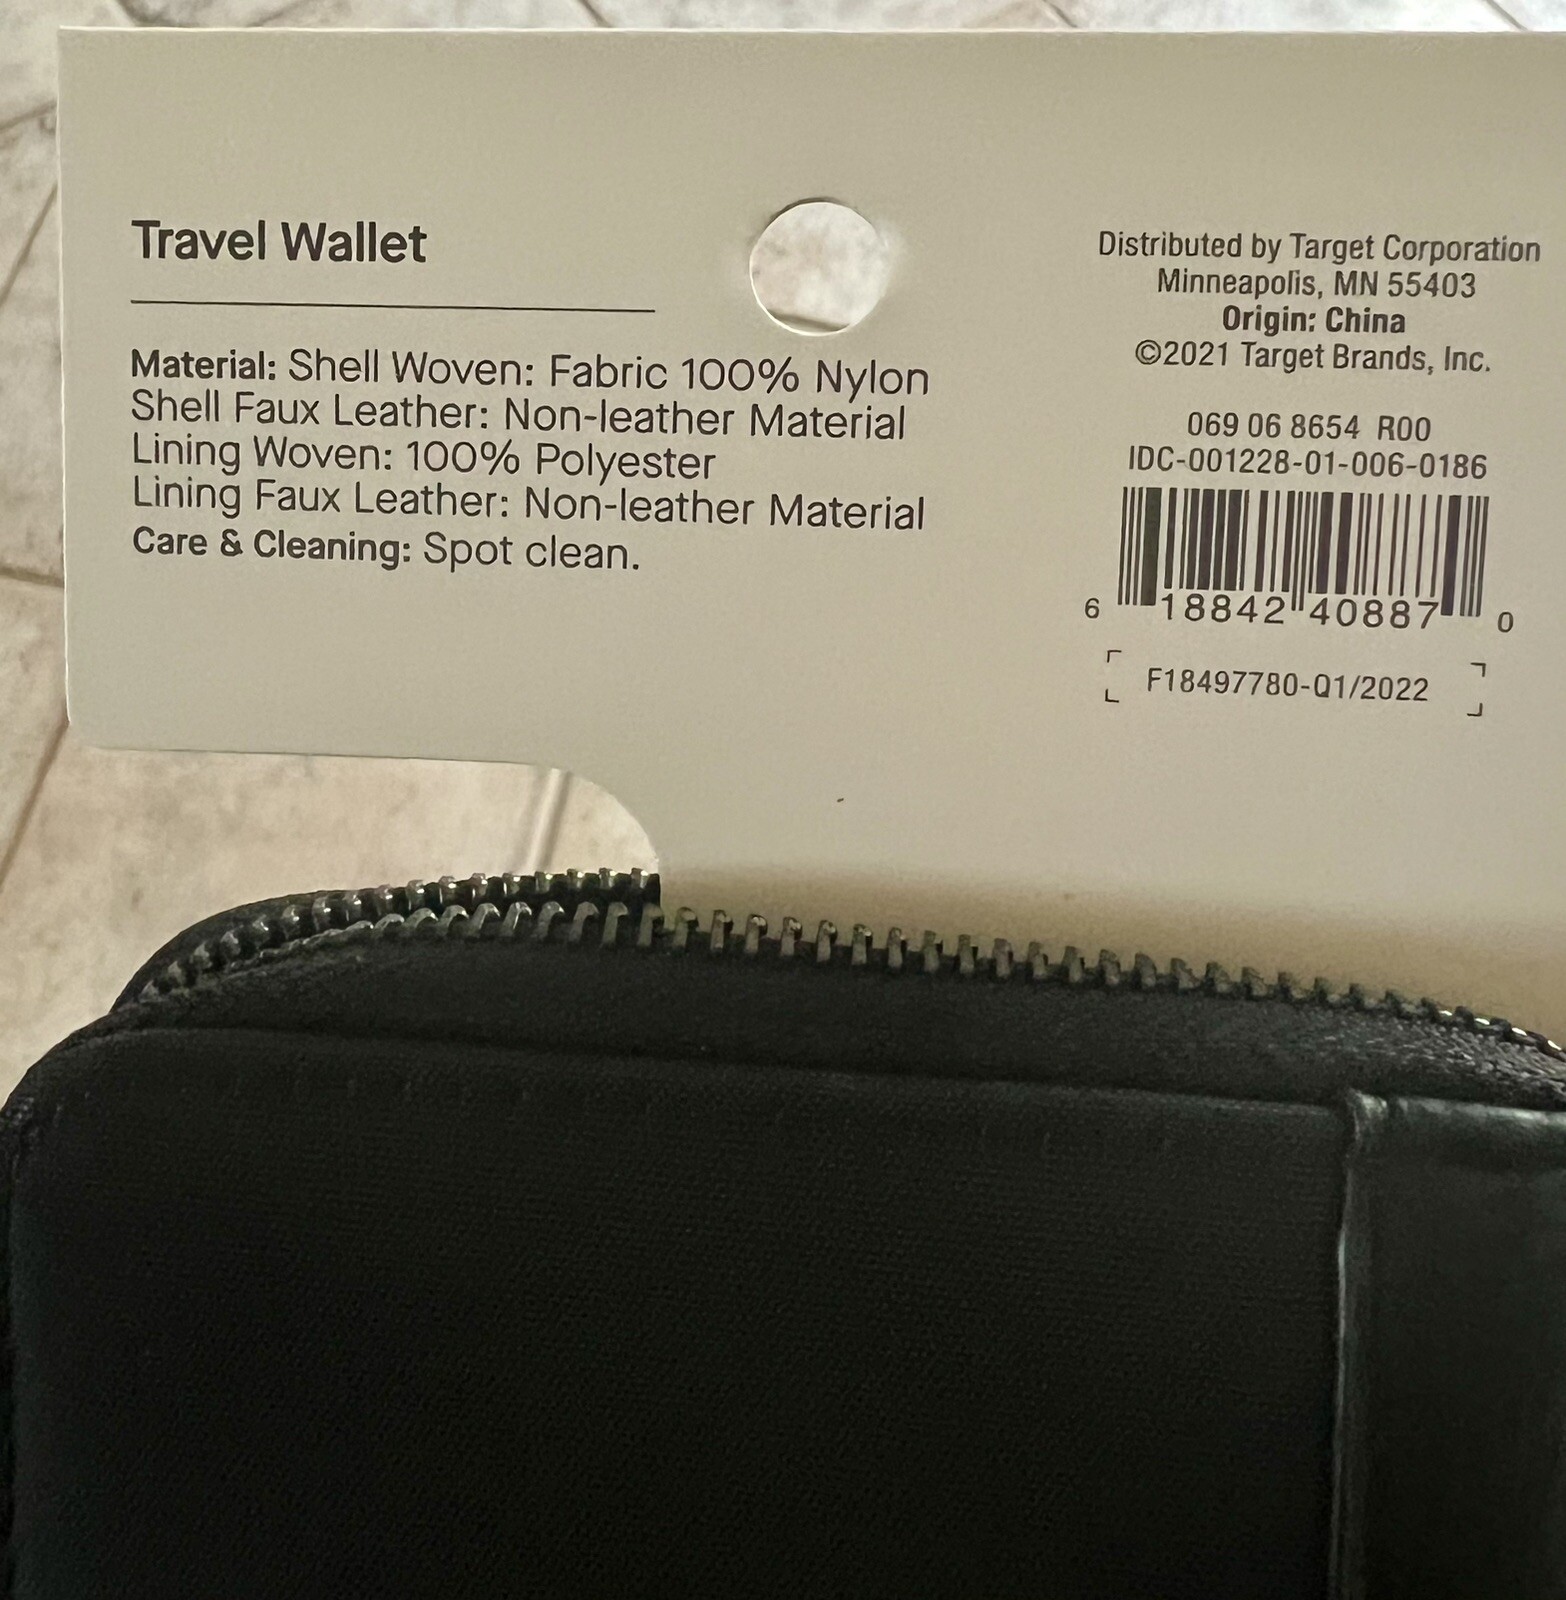 Travel Wallet
Material: Shell Woven: Fabric 100% Nylon
Shell Faux Leather: Non-leather Material
Lining Woven: 100% Polyester
Lining Faux Leather: Non-leather Material
Care & Cleaning: Spot clean.
Distributed by Target Corporation
Minneapolis, MN 55403
Origin: China
©2021 Target Brands, Inc.
069 06 8654 R00
IDC-001228-01-006-0186
6 18842 40887 0
F18497780-Q1/2022